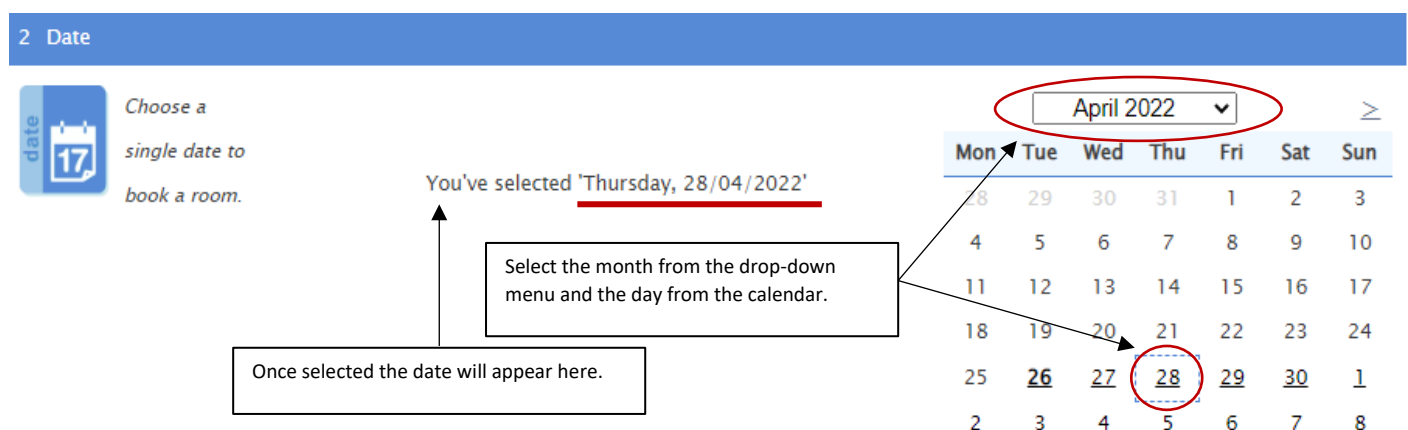 2 Date
date
17
Choose a
single date to
book a room.
You've selected 'Thursday, 28/04/2022'
Select the month from the drop-down
menu and the day from the calendar.
Once selected the date will appear here.
April 2022
>
Mon Tue Wed Thu Fri Sat Sun
28 29 30 31 1 2 3
4 5 6 7 8 9 10
11 12 13 14 15 16 17
18 19 20 21 22 23 24
25 26 27 28 29 30 1
2 3 4 5 6 7 8